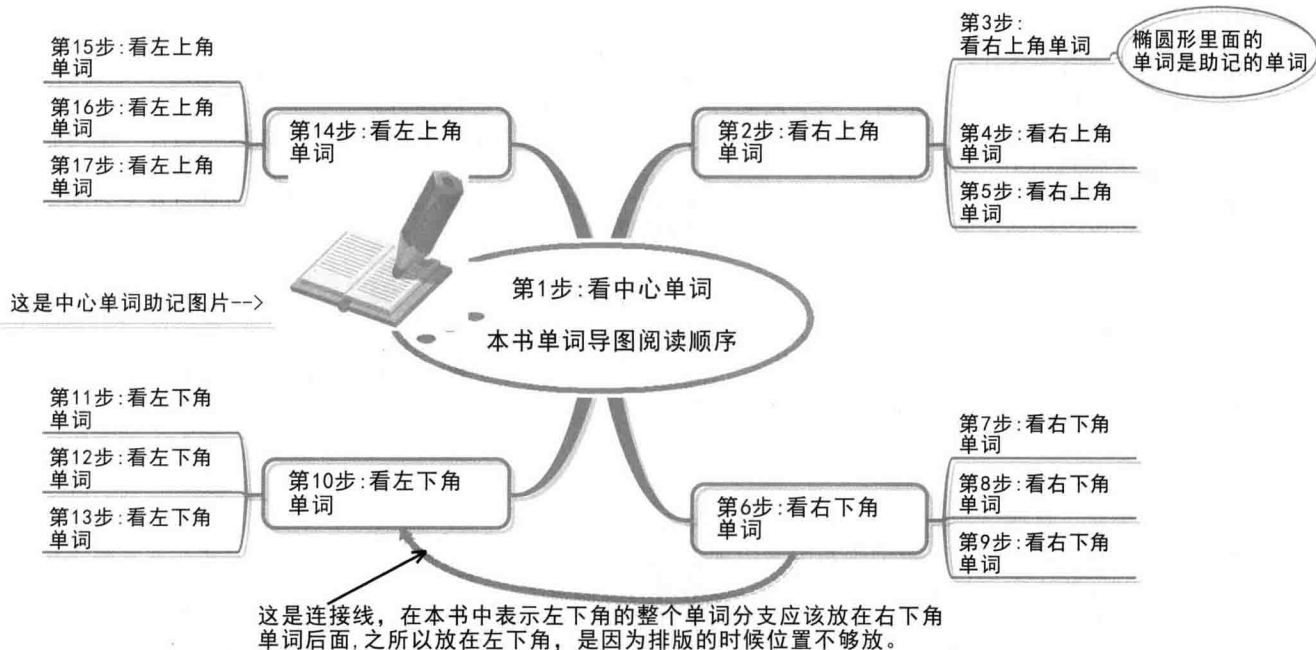 第1步:看中心单词
本书单词导图阅读顺序
这是中心单词助记图片-->
第2步:看右上角
单词
第3步:
看右上角单词
椭圆形里面的
单词是助记的单词
第4步:看右上角
单词
第5步:看右上角
单词
第6步:看右下角
单词
第7步:看右下角
单词
第8步:看右下角
单词
第9步:看右下角
单词
第10步:看左下角
单词
第11步:看左下角
单词
第12步:看左下角
单词
第13步:看左下角
单词
第14步:看左上角
单词
第15步:看左上角
单词
第16步:看左上角
单词
第17步:看左上角
单词
这是连接线，在本书中表示左下角的整个单词分支应该放在右下角
单词后面,之所以放在左下角，是因为排版的时候位置不够放。